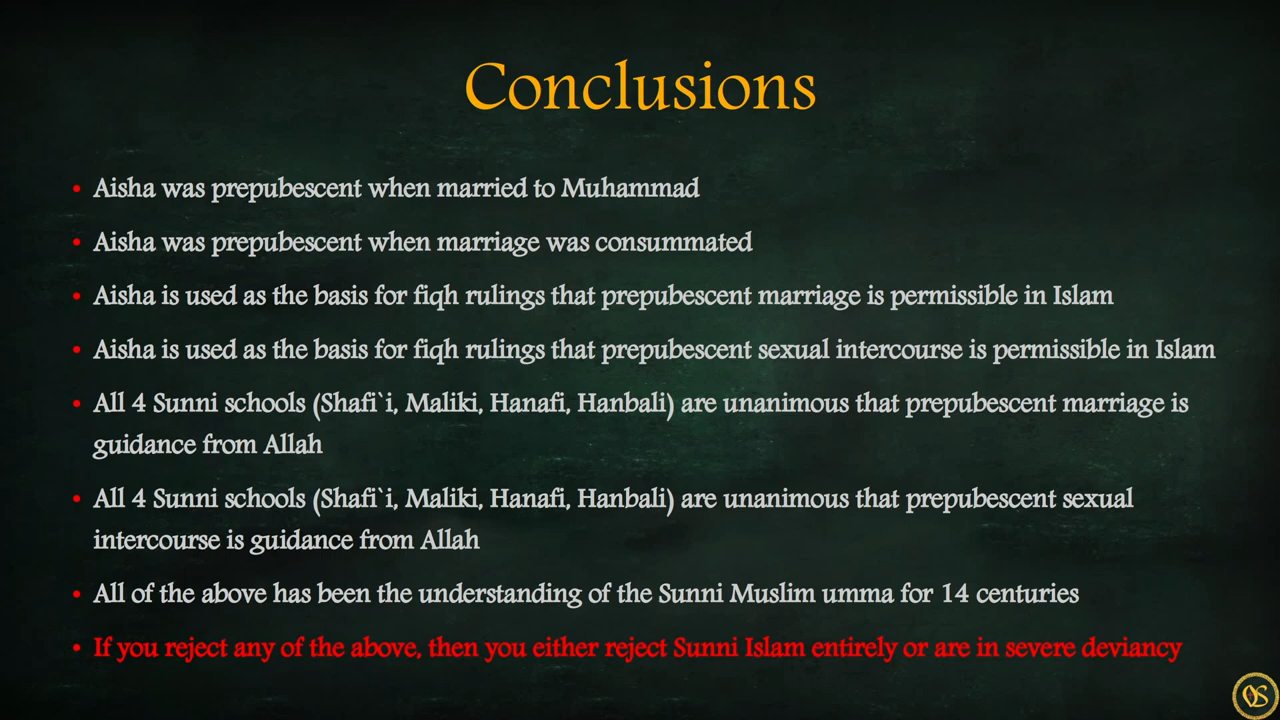 Conclusions
• Aisha was prepubescent when married to Muhammad
• Aisha was prepubescent when marriage was consummated
• Aisha is used as the basis for fiqh rulings that prepubescent marriage is permissible in Islam
• Aisha is used as the basis for fiqh rulings that prepubescent sexual intercourse is permissible in Islam
• All 4 Sunni schools (Shafi`i, Maliki, Hanafi, Hanbali) are unanimous that prepubescent marriage is
guidance from Allah
• All 4 Sunni schools (Shafi`i, Maliki, Hanafi, Hanbali) are unanimous that prepubescent sexual
intercourse is guidance from Allah
• All of the above has been the understanding of the Sunni Muslim umma for 14 centuries
• If you reject any of the above, then you either reject Sunni Islam entirely or are in severe deviancy